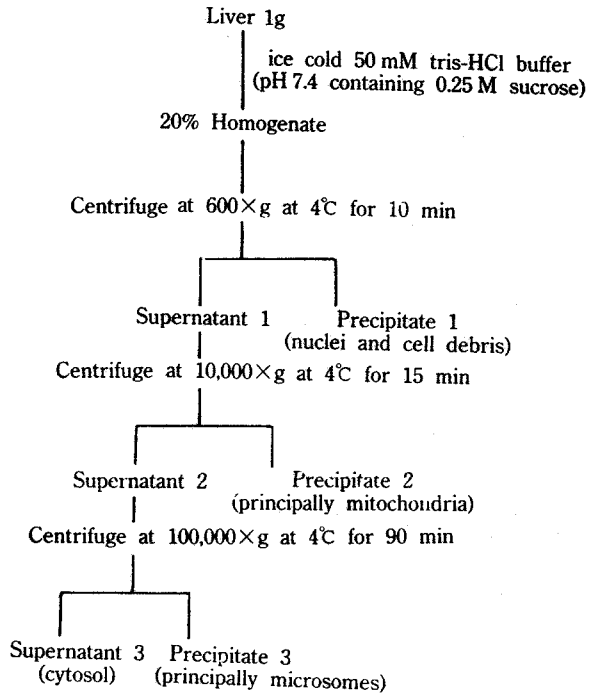 Liver 1g
ice cold 50 mM tris-HCl buffer
(pH 7.4 containing 0.25 M sucrose)
20% Homogenate
Centrifuge at 600×g at 4℃ for 10 min
Supernatant 1
Precipitate 1
(nuclei and cell debris)
Centrifuge at 10,000×g at 4℃ for 15 min
Supernatant 2
Precipitate 2
(principally mitochondria)
Centrifuge at 100,000×g at 4℃ for 90 min
Supernatant 3
(cytosol)
Precipitate 3
(principally microsomes)